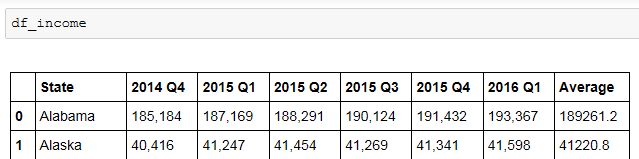 df_income
State 2014 Q4 2015 Q1 2015 Q2 2015 Q3 2015 Q4 2016 Q1 Average
0 Alabama 185,184 187,169 188,291 190,124 191,432 193,367 189261.2
1 Alaska 40,416 41,247 41,454 41,269 41,341 41,598 41220.8